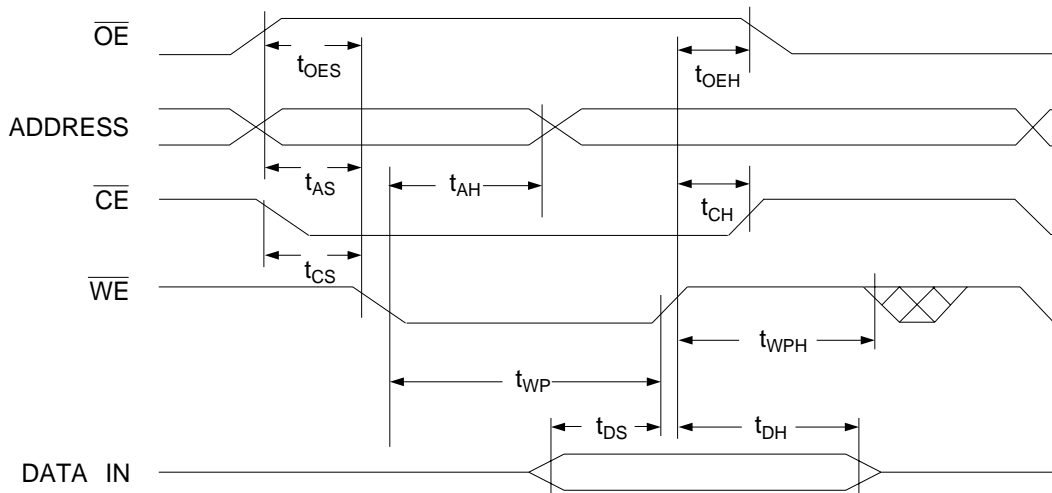 OE
tOES
tOEH
ADDRESS
tAS
tAH
CE
tCH
tCS
WE
tWPH
tWP
tDS
tDH
DATA IN